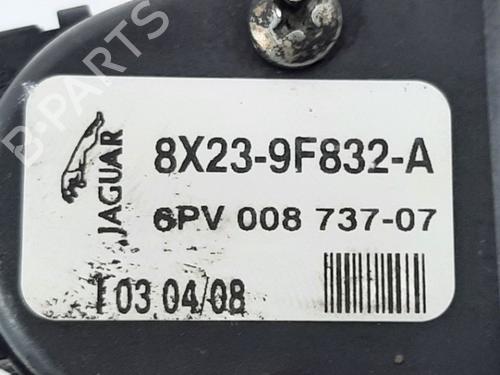 B-PARTS
JAGUAR
8X23-9F832-A
6PV 008 737-07
T 03 04/08